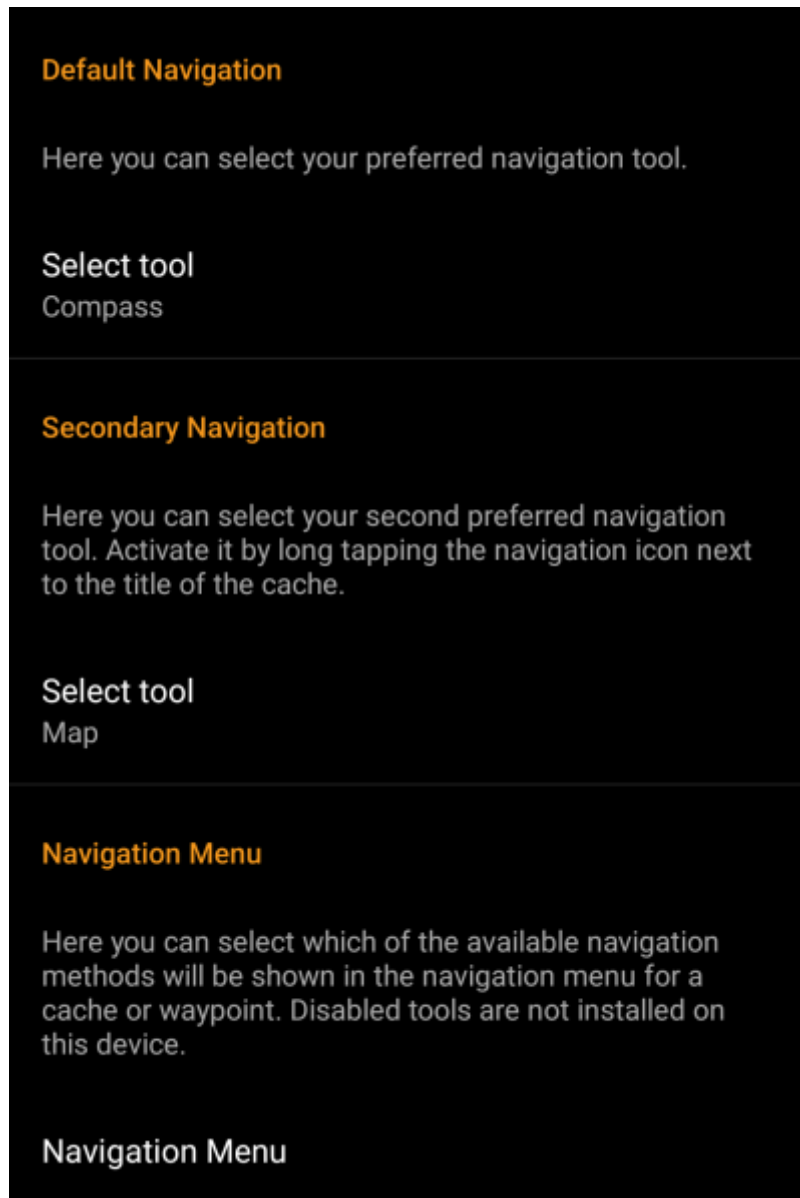 Default Navigation
Here you can select your preferred navigation tool.
Select tool
Compass
Secondary Navigation
Here you can select your second preferred navigation
tool. Activate it by long tapping the navigation icon next
to the title of the cache.
Select tool
Map
Navigation Menu
Here you can select which of the available navigation
methods will be shown in the navigation menu for a
cache or waypoint. Disabled tools are not installed on
this device.
Navigation Menu